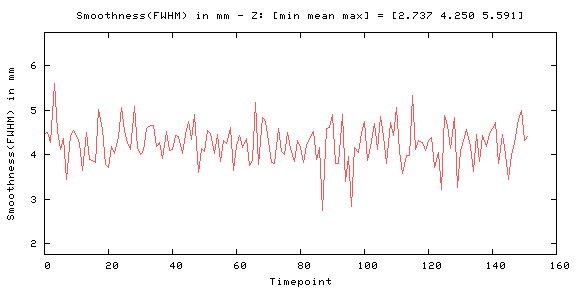 Smoothness(FWHM) in mm - Z: [min mean max] = [2.737 4.250 5.591]
Smoothness(FWHM) in mm
6
5
4
3
2
0 20 40 60 80 100 120 140 160
Timepoint